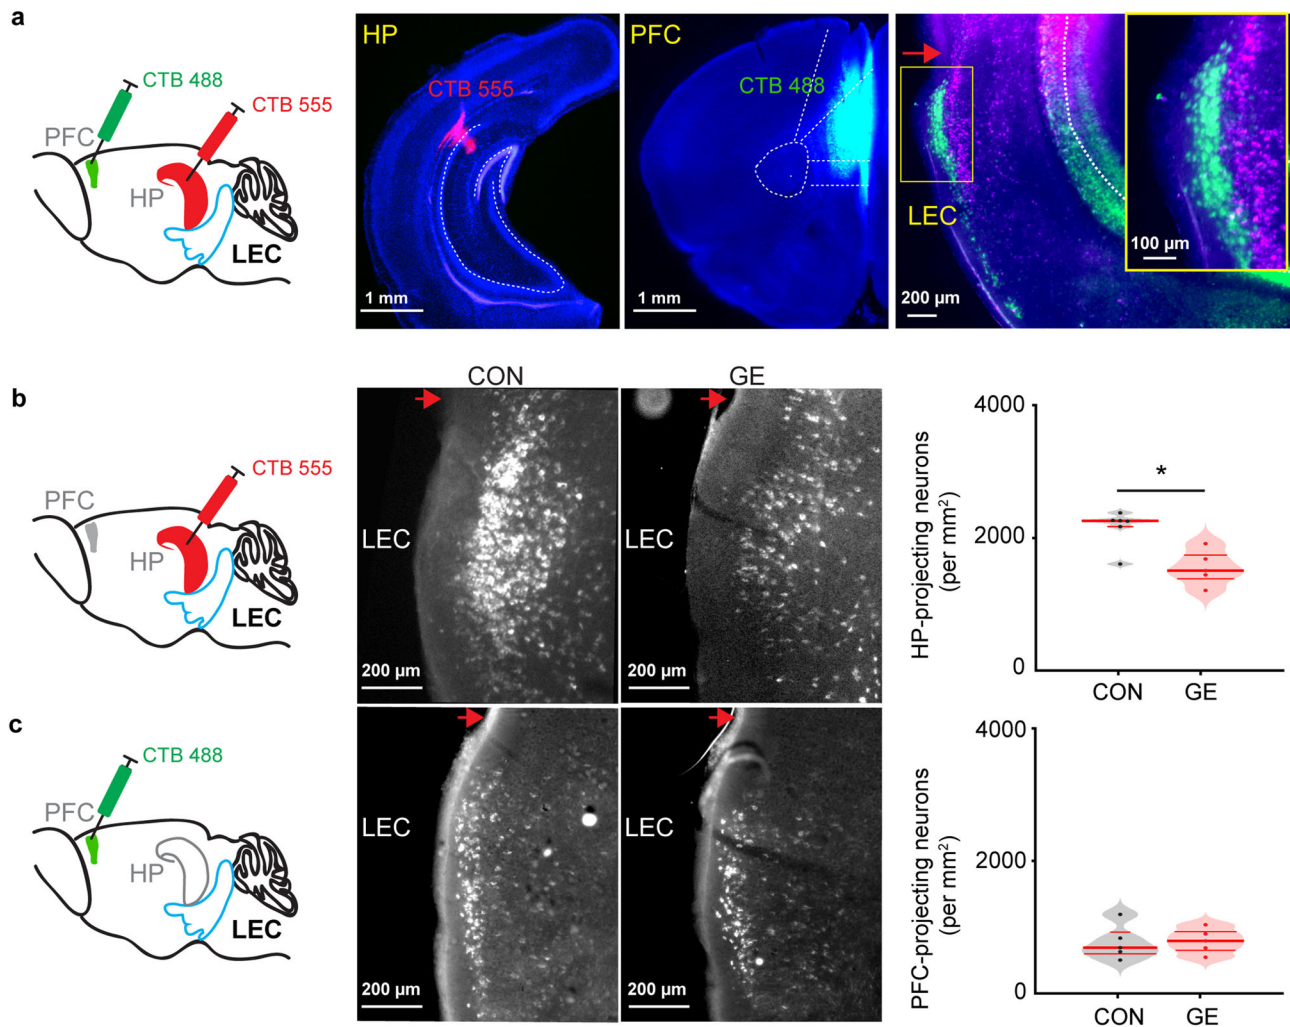 a
CTB 488
CTB 555
PFC
HP
LEC
HP
CTB 555
1 mm
PFC
CTB 488
1 mm
LEC
200 µm
100 µm
b
CON
GE
CTB 555
PFC
HP
LEC
LEC
200 µm
LEC
200 µm
HP-projecting neurons
(per mm²)
4000
2000
0
*
CON
GE
c
CTB 488
PFC
HP
LEC
LEC
200 µm
LEC
200 µm
PFC-projecting neurons
(per mm²)
4000
2000
0
CON
GE